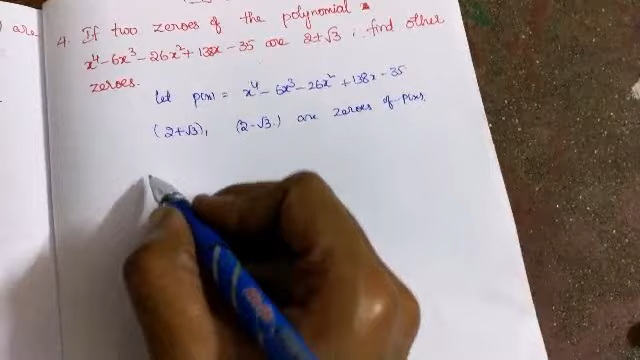 are
4. If two zeroes of the polynomial
x⁴-6x³-26x²+138x-35 are 2±√3, find other
zeroes.
Let p(x) = x⁴-6x³-26x²+138x-35
(2+√3), (2-√3) are zeroes of p(x).